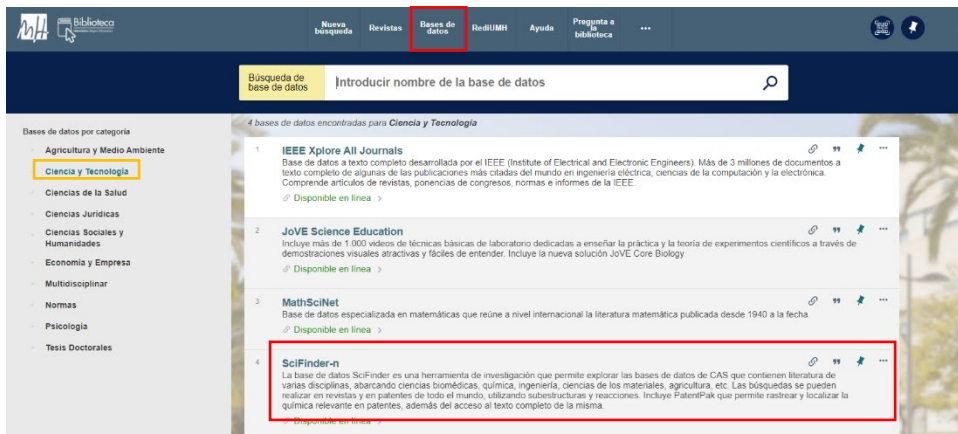 Biblioteca
Nueva búsqueda
Revistas
Bases de datos
RediUMH
Ayuda
Pregunta a la biblioteca
•••
Búsqueda de base de datos
Introducir nombre de la base de datos
Bases de datos por categoría
Agricultura y Medio Ambiente
Ciencia y Tecnología
Ciencias de la Salud
Ciencias Jurídicas
Ciencias Sociales y
Humanidades
Economía y Empresa
Multidisciplinar
Normas
Psicología
Tesis Doctorales
4 bases de datos encontradas para Ciencia y Tecnología
1
IEEE Xplore All Journals
Base de datos a texto completo desarrollada por el IEEE (Institute of Electrical and Electronic Engineers). Más de 3 millones de documentos a
texto completo de algunas de las publicaciones más citadas del mundo en ingeniería eléctrica, ciencias de la computación y la electrónica.
Comprende artículos de revistas, ponencias de congresos, normas e informes de la IEEE.
Disponible en línea >
2
JoVE Science Education
Incluye más de 1.000 videos de técnicas básicas de laboratorio dedicadas a enseñar la práctica y la teoría de experimentos científicos a través de
demostraciones visuales atractivas y fáciles de entender. Incluye la nueva solución JoVE Core Biology
Disponible en línea >
3
MathSciNet
Base de datos especializada en matemáticas que reúne a nivel internacional la literatura matemática publicada desde 1940 a la fecha.
Disponible en línea >
4
SciFinder-n
La base de datos SciFinder es una herramienta de investigación que permite explorar las bases de datos de CAS que contienen literatura de
varias disciplinas, abarcando ciencias biomédicas, química, ingeniería, ciencias de los materiales, agricultura, etc. Las búsquedas se pueden
realizar en revistas y en patentes de todo el mundo, utilizando subestructuras y reacciones. Incluye PatentPak que permite rastrear y localizar la
química relevante en patentes, además del acceso al texto completo de la misma.
Disponible en línea >